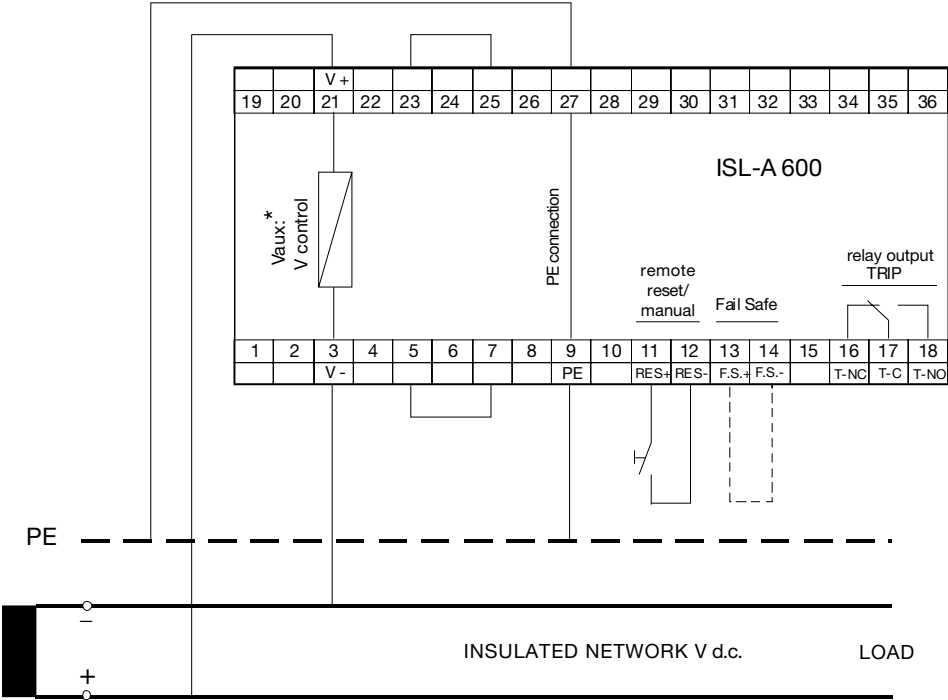 V +
19 20 21 22 23 24 25 26 27 28 29 30 31 32 33 34 35 36
ISL-A 600
Vaux:*
V control
PE connection
remote
reset/
manual
Fail Safe
relay output
TRIP
1 2 3 4 5 6 7 8 9 10 11 12 13 14 15 16 17 18
V - PE RES+ RES- F.S.+ F.S.- T-NC T-C T-NO
PE
–
INSULATED NETWORK V d.c. LOAD
+